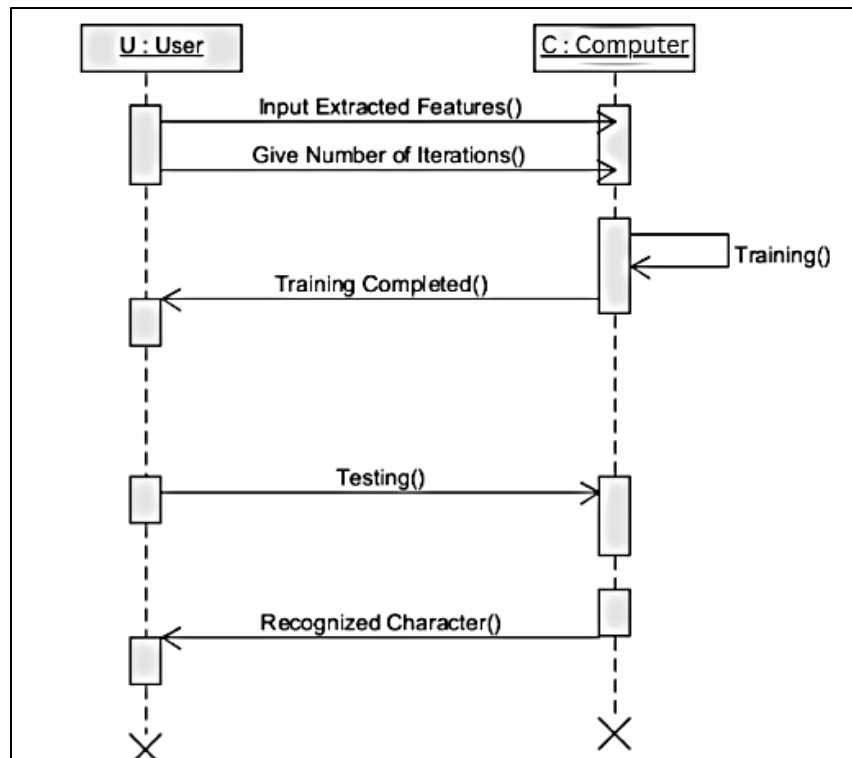 U : User
C : Computer
Input Extracted Features()
Give Number of Iterations()
Training()
Training Completed()
Testing()
Recognized Character()